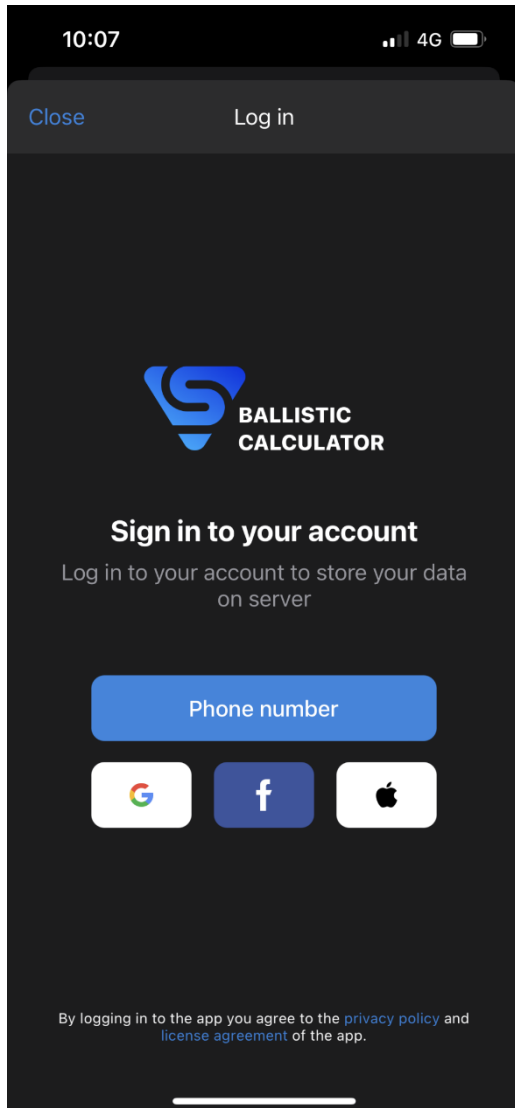 10:07 4G
Close Log in
BALLISTIC
CALCULATOR
Sign in to your account
Log in to your account to store your data
on server
Phone number
By logging in to the app you agree to the privacy policy and
license agreement of the app.